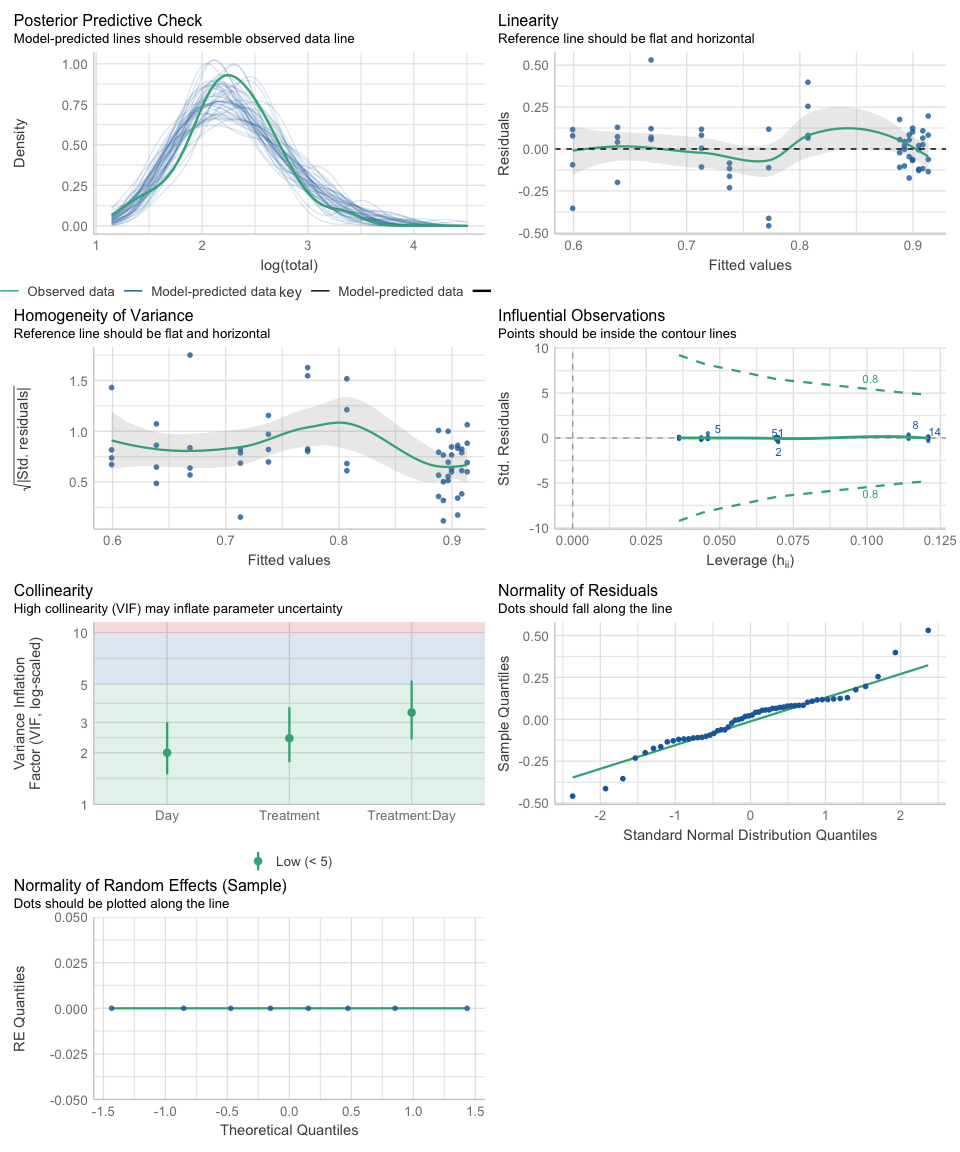 Posterior Predictive Check
Model-predicted lines should resemble observed data line
Density
1.00
0.75
0.50
0.25
0.00
1 2 3 4
log(total)
Observed data Model-predicted data key Model-predicted data
Linearity
Reference line should be flat and horizontal
Residuals
0.50
0.25
0.00
-0.25
-0.50
0.6 0.7 0.8 0.9
Fitted values
Homogeneity of Variance
Reference line should be flat and horizontal
√|Std. residuals|
1.5
1.0
0.5
0.6 0.7 0.8 0.9
Fitted values
Influential Observations
Points should be inside the contour lines
Std. Residuals
10
5
0
-5
-10
0.8
5
51
2
8
14
0.8
0.000 0.025 0.050 0.075 0.100 0.125
Leverage (hii)
Collinearity
High collinearity (VIF) may inflate parameter uncertainty
Variance Inflation
Factor (VIF, log-scaled)
10
5
3
2
1
Day Treatment Treatment:Day
Low (< 5)
Normality of Residuals
Dots should fall along the line
Sample Quantiles
0.50
0.25
0.00
-0.25
-0.50
-2 -1 0 1 2
Standard Normal Distribution Quantiles
Normality of Random Effects (Sample)
Dots should be plotted along the line
RE Quantiles
0.050
0.025
0.000
-0.025
-0.050
-1.5 -1.0 -0.5 0.0 0.5 1.0 1.5
Theoretical Quantiles